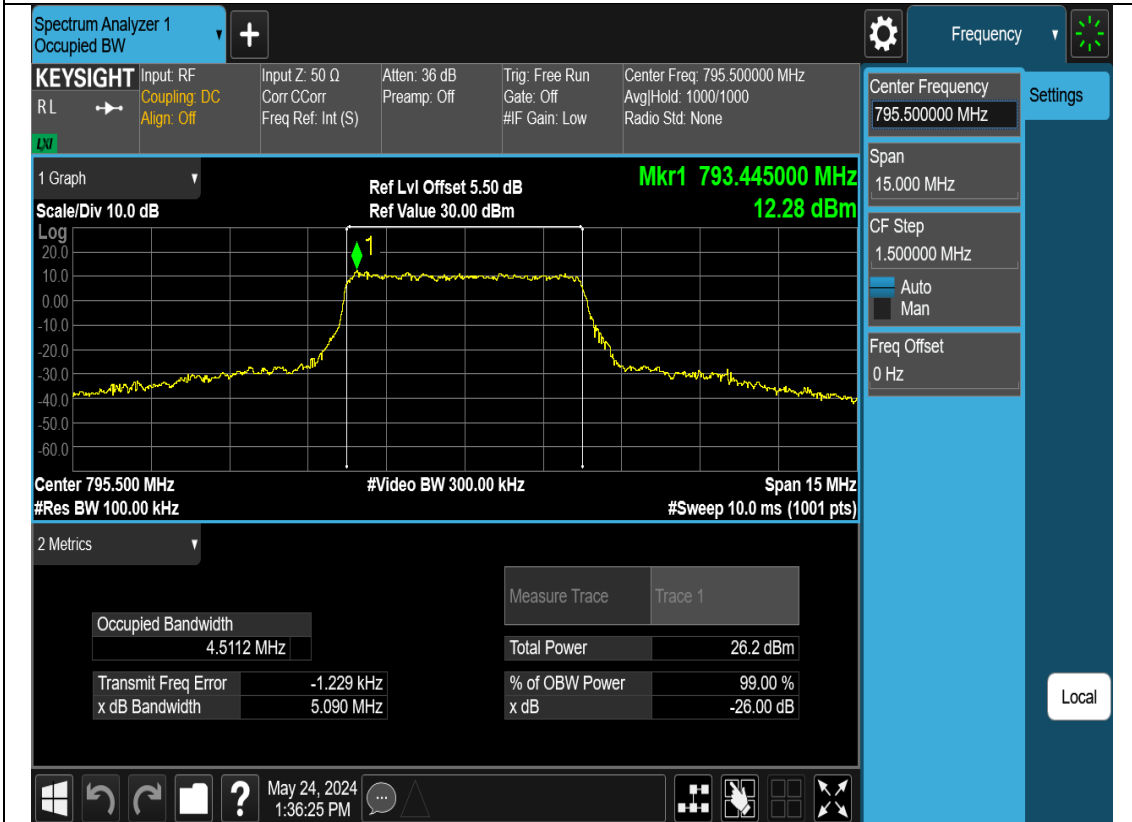 Spectrum Analyzer 1
Occupied BW
▼
+
Frequency ▼
KEYSIGHT
R L
LXI
Input: RF
Coupling: DC
Align: Off
Input Z: 50 Ω
Corr CCorr
Freq Ref: Int (S)
Atten: 36 dB
Preamp: Off
Trig: Free Run
Gate: Off
#IF Gain: Low
Center Freq: 795.500000 MHz
Avg|Hold: 1000/1000
Radio Std: None
Center Frequency
795.500000 MHz
Settings
Span
15.000 MHz
CF Step
1.500000 MHz
Auto
Man
Freq Offset
0 Hz
Local
1 Graph ▼
Scale/Div 10.0 dB
Ref Lvl Offset 5.50 dB
Ref Value 30.00 dBm
Mkr1 793.445000 MHz
12.28 dBm
Log
1
20.0
10.0
0.00
-10.0
-20.0
-30.0
-40.0
-50.0
-60.0
Center 795.500 MHz
#Video BW 300.00 kHz
Span 15 MHz
#Res BW 100.00 kHz
#Sweep 10.0 ms (1001 pts)
2 Metrics ▼
Measure Trace Trace 1
Occupied Bandwidth
4.5112 MHz
Total Power 26.2 dBm
Transmit Freq Error -1.229 kHz
% of OBW Power 99.00 %
x dB Bandwidth 5.090 MHz
x dB -26.00 dB
?
May 24, 2024
1:36:25 PM